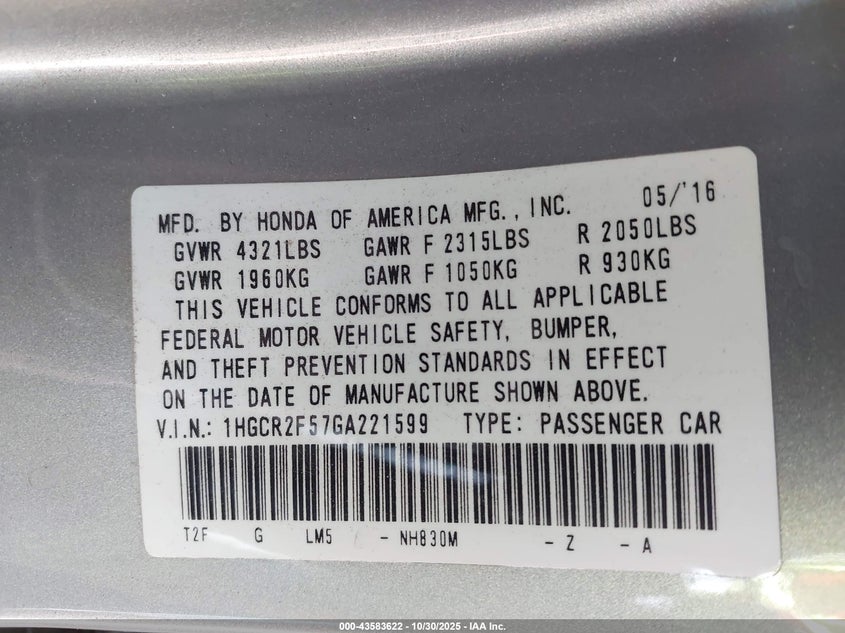 MFD. BY HONDA OF AMERICA MFG., INC. 05/'16
GVWR 4321LBS GAWR F 2315LBS R 2050LBS
GVWR 1960KG GAWR F 1050KG R 930KG
THIS VEHICLE CONFORMS TO ALL APPLICABLE
FEDERAL MOTOR VEHICLE SAFETY, BUMPER,
AND THEFT PREVENTION STANDARDS IN EFFECT
ON THE DATE OF MANUFACTURE SHOWN ABOVE.
V.I.N.: 1HGCR2F57GA221599 TYPE: PASSENGER CAR
T2F G LM5 - NH830M - Z - A
000-43583622 - 10/30/2025 - IAA Inc.